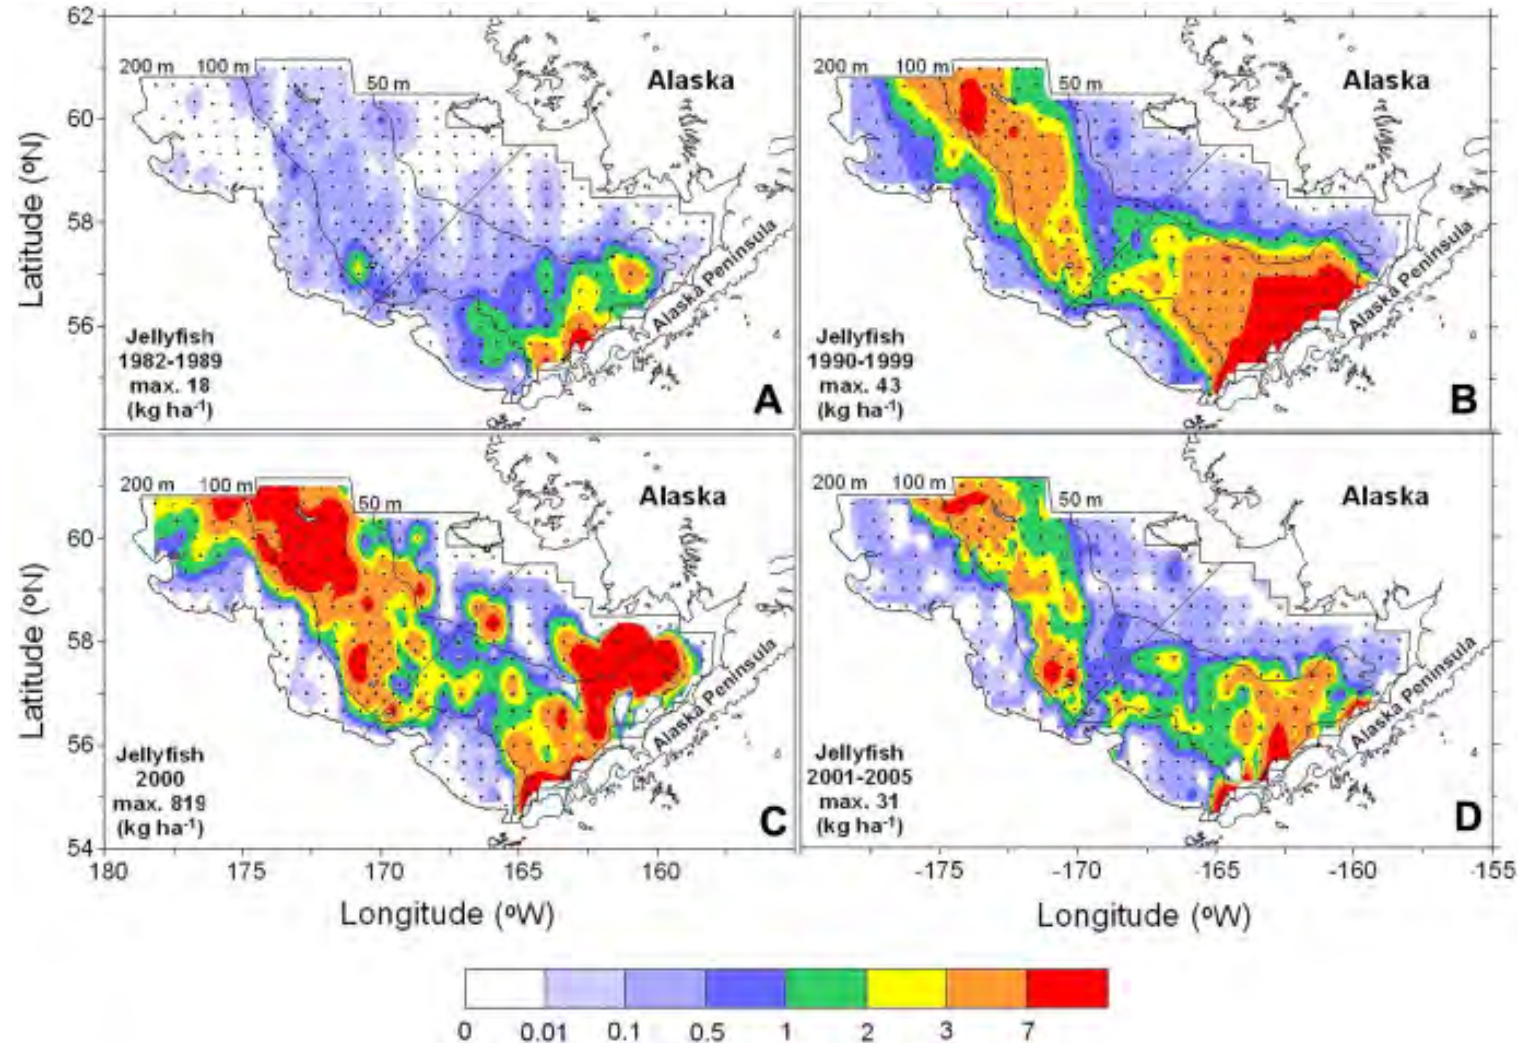 62
60
58
56
Latitude (ºN)
200 m 100 m
50 m
Alaska
Alaska Peninsula
Jellyfish
1982-1989
max. 18
(kg ha-1)
A
200 m 100 m
50 m
Alaska
Alaska Peninsula
Jellyfish
1990-1999
max. 43
(kg ha-1)
B
60
58
56
54
Latitude (ºN)
200 m 100 m
50 m
Alaska
Alaska Peninsula
Jellyfish
2000
max. 819
(kg ha-1)
C
200 m 100 m
50 m
Alaska
Alaska Peninsula
Jellyfish
2001-2005
max. 31
(kg ha-1)
D
180 175 170 165 160
Longitude (ºW)
-175 -170 -165 -160 -155
Longitude (ºW)
0 0.01 0.1 0.5 1 2 3 7